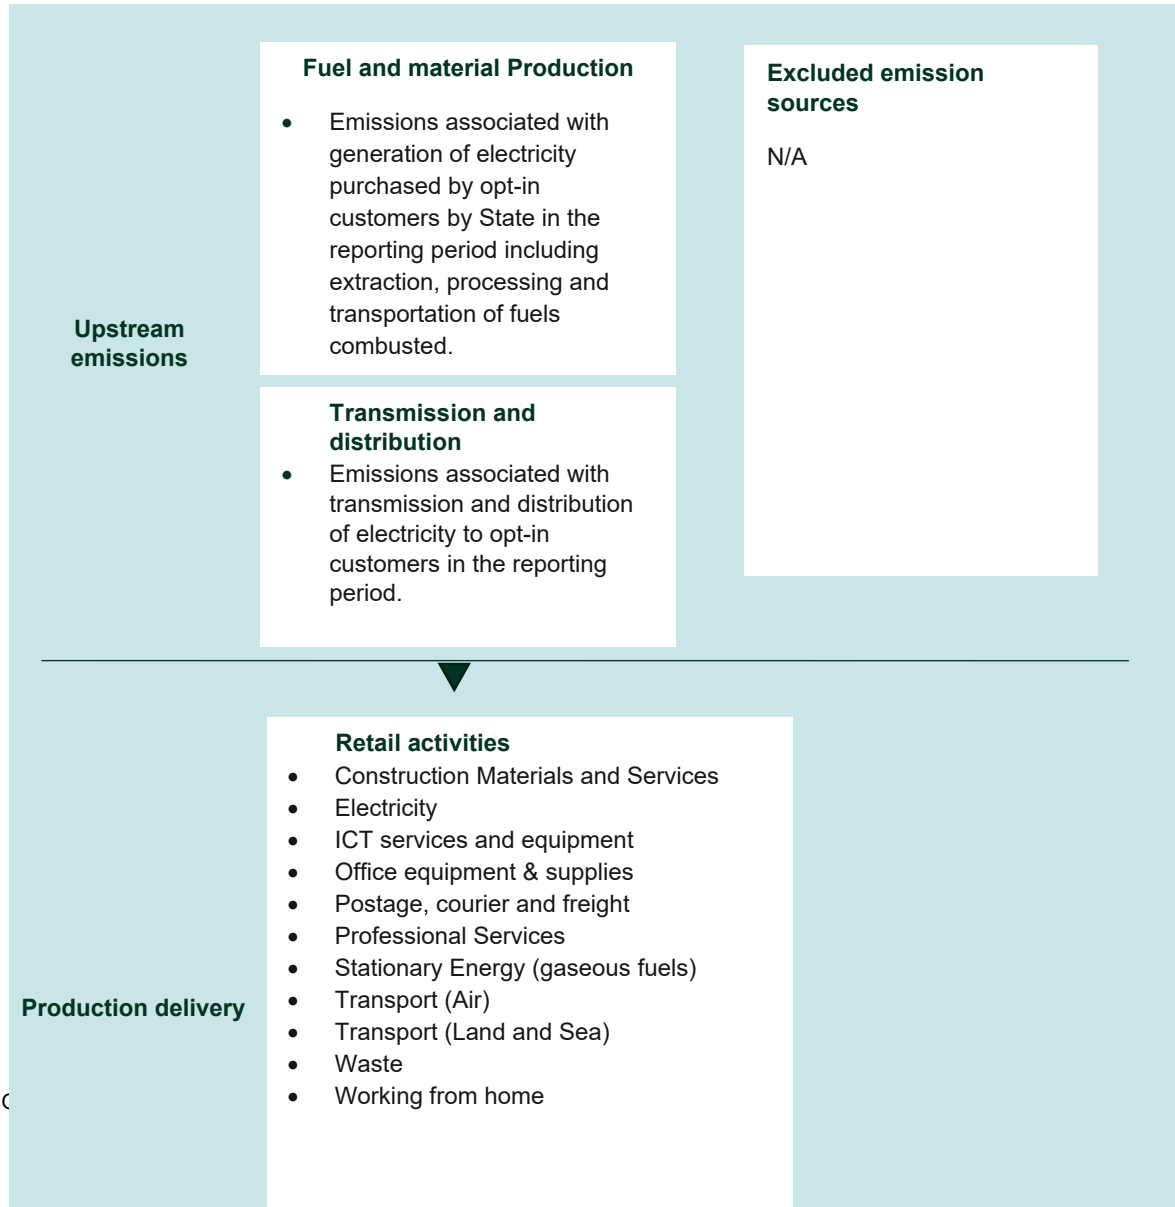 Fuel and material Production
• Emissions associated with
generation of electricity
purchased by opt-in
customers by State in the
reporting period including
extraction, processing and
transportation of fuels
combusted.
Excluded emission
sources
N/A
Upstream
emissions
Transmission and
distribution
• Emissions associated with
transmission and distribution
of electricity to opt-in
customers in the reporting
period.
Retail activities
• Construction Materials and Services
• Electricity
• ICT services and equipment
• Office equipment & supplies
• Postage, courier and freight
• Professional Services
• Stationary Energy (gaseous fuels)
• Transport (Air)
• Transport (Land and Sea)
• Waste
• Working from home
Production delivery